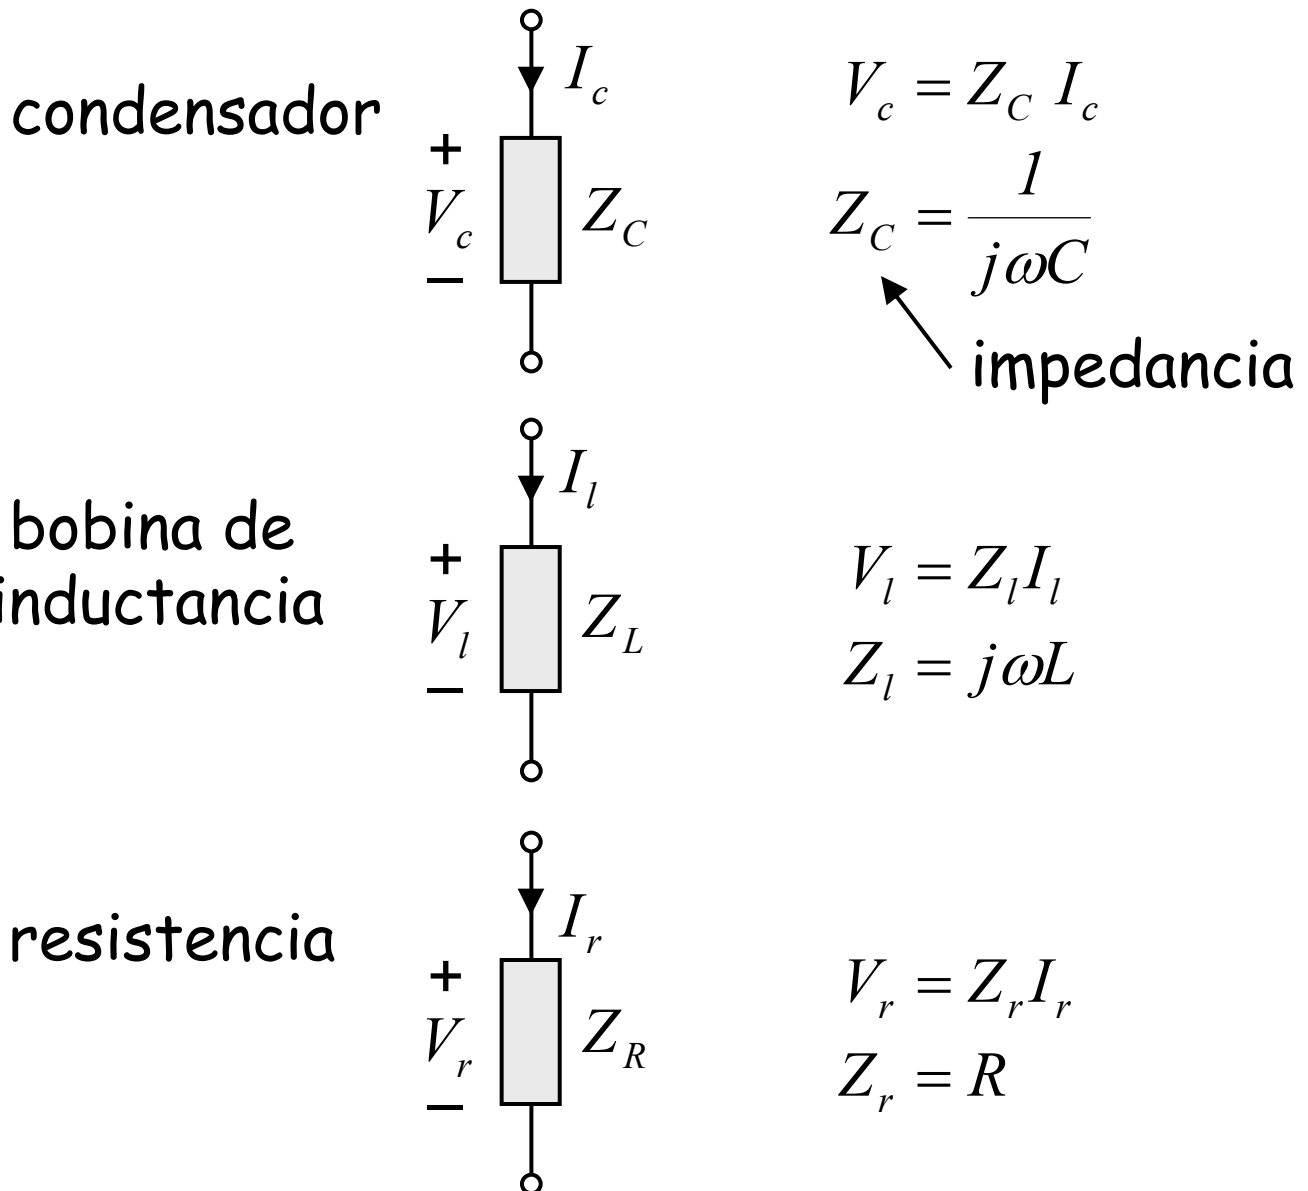 I_c
V_c = Z_C I_c
condensador
+
V_c
−
Z_C
Z_C = 1 / jωC
impedancia
I_l
bobina de
inductancia
+
V_l
−
Z_L
V_l = Z_l I_l
Z_l = jωL
I_r
resistencia
+
V_r
−
Z_R
V_r = Z_r I_r
Z_r = R